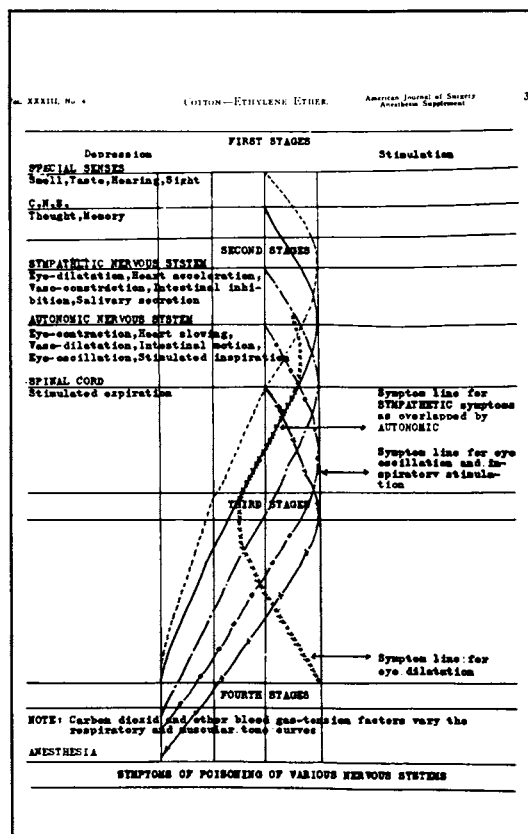 XXXIII, No. 4 COTTON—ETHYLENE ETHER. American Journal of Surgery
Anesthesia Supplement 3
FIRST STAGES
Depression Stimulation
SPECIAL SENSES
Smell,Taste,Hearing,Sight
C.N.S.
Thought,Memory
SECOND STAGES
SYMPATHETIC NERVOUS SYSTEM
Eye-dilatation,Heart acceleration,
Vaso-constriction,Intestinal inhi-
bition,Salivary secretion
AUTONOMIC NERVOUS SYSTEM
Eye-contraction,Heart slowing,
Vaso-dilatation,Intestinal motion,
Eye-oscillation,Stimulated inspiration
SPINAL CORD
Stimulated expiration
Symptom line for
SYMPATHETIC symptoms
as overlapped by
AUTONOMIC
Symptom line for eye
oscillation and in-
spiratory stimula-
tion
THIRD STAGES
Symptom line for
eye dilatation
FOURTH STAGES
NOTE: Carbon dioxid and other blood gas-tension factors vary the
respiratory and muscular tone curves
ANESTHESIA
SYMPTOMS OF POISONING OF VARIOUS NERVOUS SYSTEMS